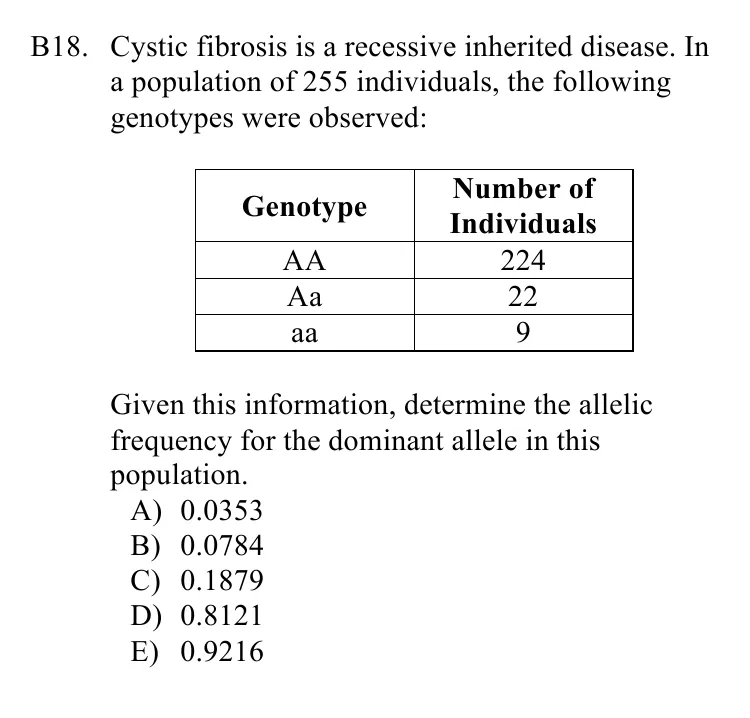 B18. Cystic fibrosis is a recessive inherited disease. In
a population of 255 individuals, the following
genotypes were observed:
Genotype Number of
Individuals
AA 224
Aa 22
aa 9
Given this information, determine the allelic
frequency for the dominant allele in this
population.
A) 0.0353
B) 0.0784
C) 0.1879
D) 0.8121
E) 0.9216